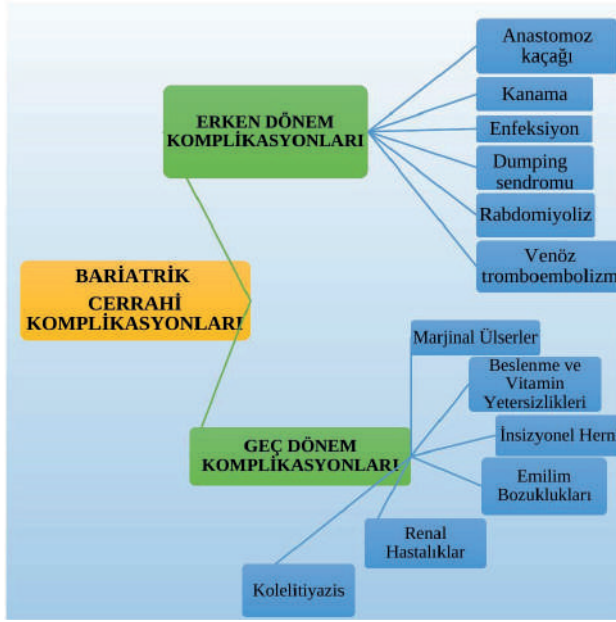 Anastomoz
kaçağı
ERKEN DÖNEM
KOMPLİKASYONLARI
Kanama
Enfeksiyon
Dumping
sendromu
Rabdomiyoliz
Venöz
tromboembolizm
BARİATRİK
CERRAHİ
KOMPLİKASYONLARI
Marjinal Ülserler
Beslenme ve
Vitamin
Yetersizlikleri
GEÇ DÖNEM
KOMPLİKASYONLARI
İnsizyonel Hern
Emilim
Bozuklukları
Renal
Hastalıklar
Kolelitiyazis